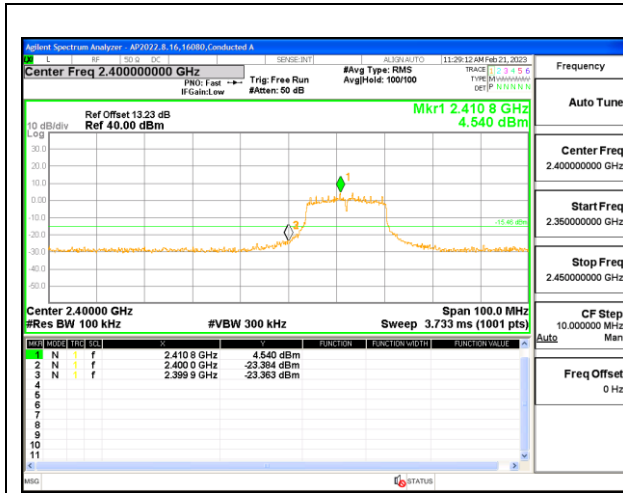 Agilent Spectrum Analyzer - AP2022.8.16,16080,Conducted A
L RF 50 Ω DC SENSE:INT ALIGNAUTO 11:29:12 AM Feb 21, 2023
Center Freq 2.400000000 GHz
PNO: Fast
IFGain:Low
Trig: Free Run
#Atten: 50 dB
#Avg Type: RMS
Avg|Hold: 100/100
TRACE 1 2 3 4 5 6
TYPE M
DET P N N N N N
Frequency
Auto Tune
Center Freq
2.400000000 GHz
Start Freq
2.350000000 GHz
Stop Freq
2.450000000 GHz
CF Step
10.000000 MHz
Auto Man
Freq Offset
0 Hz
Ref Offset 13.23 dB
10 dB/div Ref 40.00 dBm
Log
Mkr1 2.410 8 GHz
4.540 dBm
30.0
20.0
10.0
0.00
-10.0
-20.0
-30.0
-40.0
-50.0
1
-15.46 dBm
Center 2.40000 GHz Span 100.0 MHz
#Res BW 100 kHz #VBW 300 kHz Sweep 3.733 ms (1001 pts)
MKR MODE TRC SCL X Y FUNCTION FUNCTION WIDTH FUNCTION VALUE
1 N 1 f 2.410 8 GHz 4.540 dBm
2 N 1 f 2.400 0 GHz -23.384 dBm
3 N 1 f 2.399 9 GHz -23.363 dBm
4
5
6
7
8
9
10
11
MSG STATUS